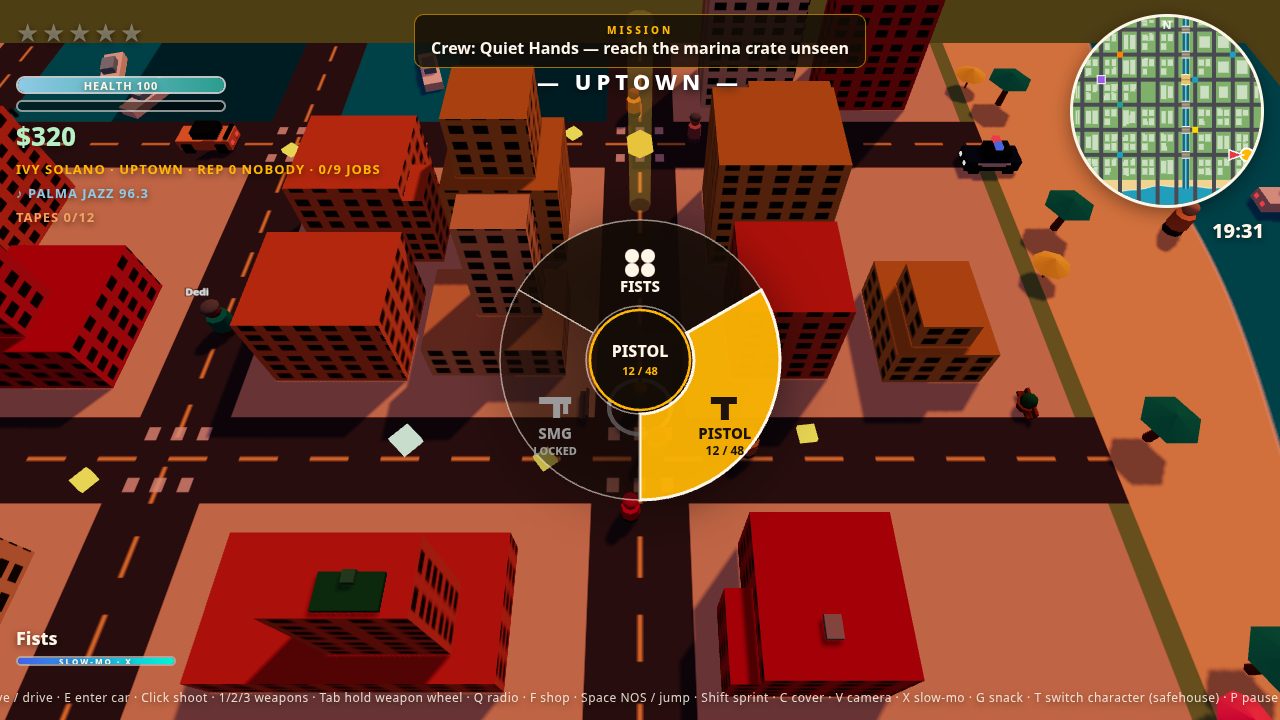 MISSION
Crew: Quiet Hands — reach the marina crate unseen
— UPTOWN —
N
HEALTH 100
$320
IVY SOLANO · UPTOWN · REP 0 NOBODY · 0/9 JOBS
♪ PALMA JAZZ 96.3
TAPES 0/12
19:31
Dedi
FISTS
PISTOL
12 / 48
SMG
LOCKED
PISTOL
12 / 48
Fists
SLOW-MO · X
/ drive · E enter car · Click shoot · 1/2/3 weapons · Tab hold weapon wheel · Q radio · F shop · Space NOS / jump · Shift sprint · C cover · V camera · X slow-mo · G snack · T switch character (safehouse) · P pause